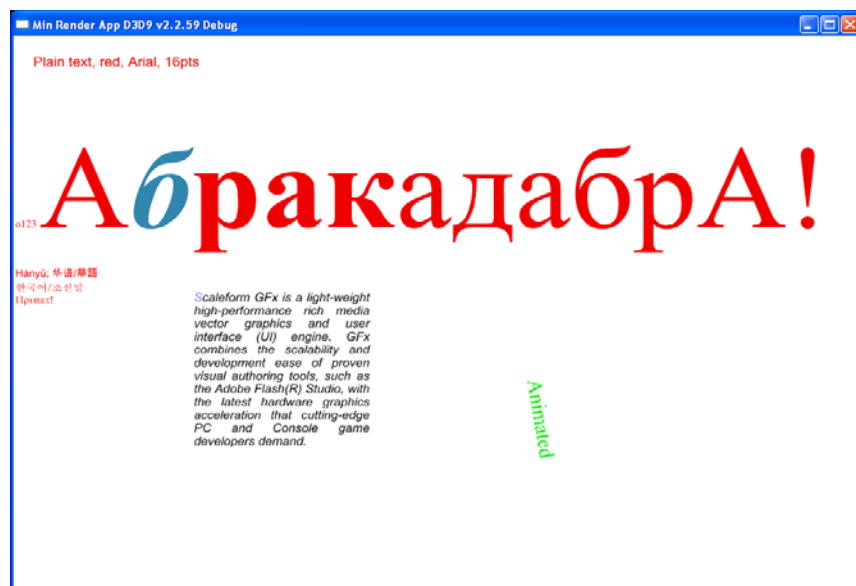 Min Render App D3D9 v2.2.59 Debug
Plain text, red, Arial, 16pts
o123 АбракадабрА!
Hànyǔ; 华语/華語
한국어/조선말
Привет!
Scaleform GFx is a light-weight
high-performance rich media
vector graphics and user
interface (UI) engine. GFx
combines the scalability and
development ease of proven
visual authoring tools, such as
the Adobe Flash(R) Studio, with
the latest hardware graphics
acceleration that cutting-edge
PC and Console game
developers demand.
Animated